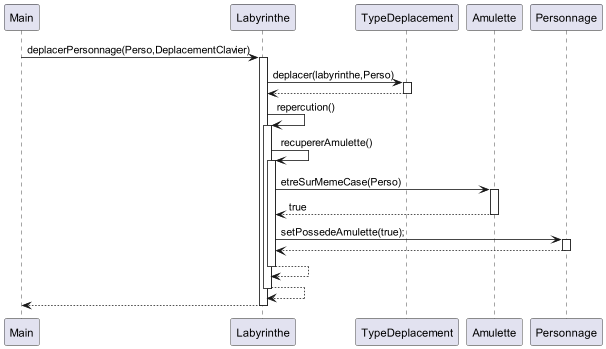 Main Labyrinthe TypeDeplacement Amulette Personnage
deplacerPersonnage(Perso,DeplacementClavier)
deplacer(labyrinthe,Perso)
repercution()
recupererAmulette()
etreSurMemeCase(Perso)
true
setPossedeAmulette(true);
Main Labyrinthe TypeDeplacement Amulette Personnage